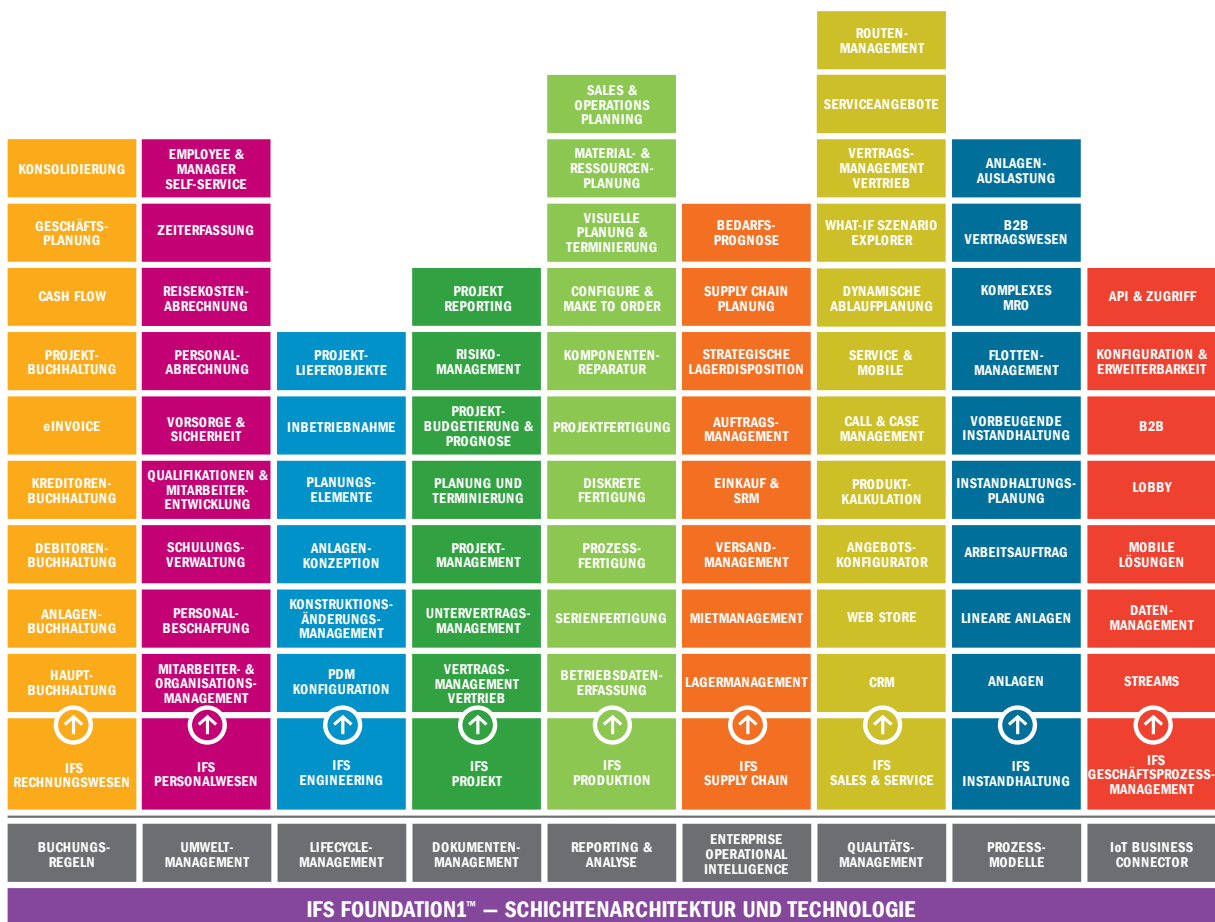 ROUTEN-
MANAGEMENT
SALES &
OPERATIONS
PLANNING
SERVICEANGEBOTE
KONSOLIDIERUNG
EMPLOYEE &
MANAGER
SELF-SERVICE
MATERIAL- &
RESSOURCEN-
PLANUNG
VERTRAGS-
MANAGEMENT
VERTRIEB
ANLAGEN-
AUSLASTUNG
GESCHÄFTS-
PLANUNG
ZEITERFASSUNG
VISUELLE
PLANUNG &
TERMINIERUNG
BEDARFS-
PROGNOSE
WHAT-IF SZENARIO
EXPLORER
B2B
VERTRAGSWESEN
CASH FLOW
REISEKOSTEN-
ABRECHNUNG
PROJEKT
REPORTING
CONFIGURE &
MAKE TO ORDER
SUPPLY CHAIN
PLANUNG
DYNAMISCHE
ABLAUFPLANUNG
KOMPLEXES
MRO
API & ZUGRIFF
PROJEKT-
BUCHHALTUNG
PERSONAL-
ABRECHNUNG
PROJEKT-
LIEFEROBJEKTE
RISIKO-
MANAGEMENT
KOMPONENTEN-
REPARATUR
STRATEGISCHE
LAGERDISPOSITION
SERVICE &
MOBILE
FLOTTEN-
MANAGEMENT
KONFIGURATION &
ERWEITERBARKEIT
eINVOICE
VORSORGE &
SICHERHEIT
INBETRIEBNAHME
PROJEKT-
BUDGETIERUNG &
PROGNOSE
PROJEKTFERTIGUNG
AUFTRAGS-
MANAGEMENT
CALL & CASE
MANAGEMENT
VORBEUGENDE
INSTANDHALTUNG
B2B
KREDITOREN-
BUCHHALTUNG
QUALIFIKATIONEN &
MITARBEITER-
ENTWICKLUNG
PLANUNGS-
ELEMENTE
PLANUNG UND
TERMINIERUNG
DISKRETE
FERTIGUNG
EINKAUF &
SRM
PRODUKT-
KALKULATION
INSTANDHALTUNGS-
PLANUNG
LOBBY
DEBITOREN-
BUCHHALTUNG
SCHULUNGS-
VERWALTUNG
ANLAGEN-
KONZEPTION
PROJEKT-
MANAGEMENT
PROZESS-
FERTIGUNG
VERSAND-
MANAGEMENT
ANGEBOTS-
KONFIGURATOR
ARBEITSAUFTRAG
MOBILE
LÖSUNGEN
ANLAGEN-
BUCHHALTUNG
PERSONAL-
BESCHAFFUNG
KONSTRUKTIONS-
ÄNDERUNGS-
MANAGEMENT
UNTERVERTRAGS-
MANAGEMENT
SERIENFERTIGUNG
MIETMANAGEMENT
WEB STORE
LINEARE ANLAGEN
DATEN-
MANAGEMENT
HAUPT-
BUCHHALTUNG
MITARBEITER- &
ORGANISATIONS-
MANAGEMENT
PDM
KONFIGURATION
VERTRAGS-
MANAGEMENT
VERTRIEB
BETRIEBSDATEN-
ERFASSUNG
LAGERMANAGEMENT
CRM
ANLAGEN
STREAMS
IFS
RECHNUNGSWESEN
IFS
PERSONALWESEN
IFS
ENGINEERING
IFS
PROJEKT
IFS
PRODUKTION
IFS
SUPPLY CHAIN
IFS
SALES & SERVICE
IFS
INSTANDHALTUNG
IFS
GESCHÄFTSPROZESS-
MANAGEMENT
BUCHUNGS-
REGELN
UMWELT-
MANAGEMENT
LIFECYCLE-
MANAGEMENT
DOKUMENTEN-
MANAGEMENT
REPORTING &
ANALYSE
ENTERPRISE
OPERATIONAL
INTELLIGENCE
QUALITÄTS-
MANAGEMENT
PROZESS-
MODELLE
IoT BUSINESS
CONNECTOR
IFS FOUNDATION1™ — SCHICHTENARCHITEKTUR UND TECHNOLOGIE